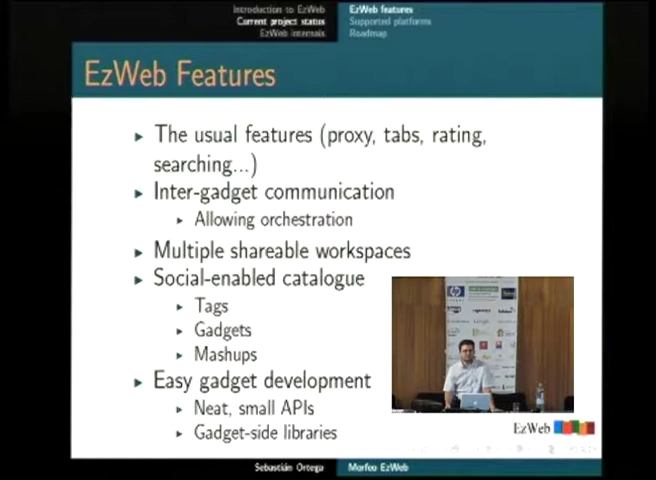 Introduction to EzWeb
Current project status
EzWeb internals
EzWeb features
Supported platforms
Roadmap
EzWeb Features
The usual features (proxy, tabs, rating,
searching...)
Inter-gadget communication
Allowing orchestration
Multiple shareable workspaces
Social-enabled catalogue
Tags
Gadgets
Mashups
Easy gadget development
Neat, small APIs
Gadget-side libraries
EzWeb
Sebastián Ortega
Morfeo EzWeb